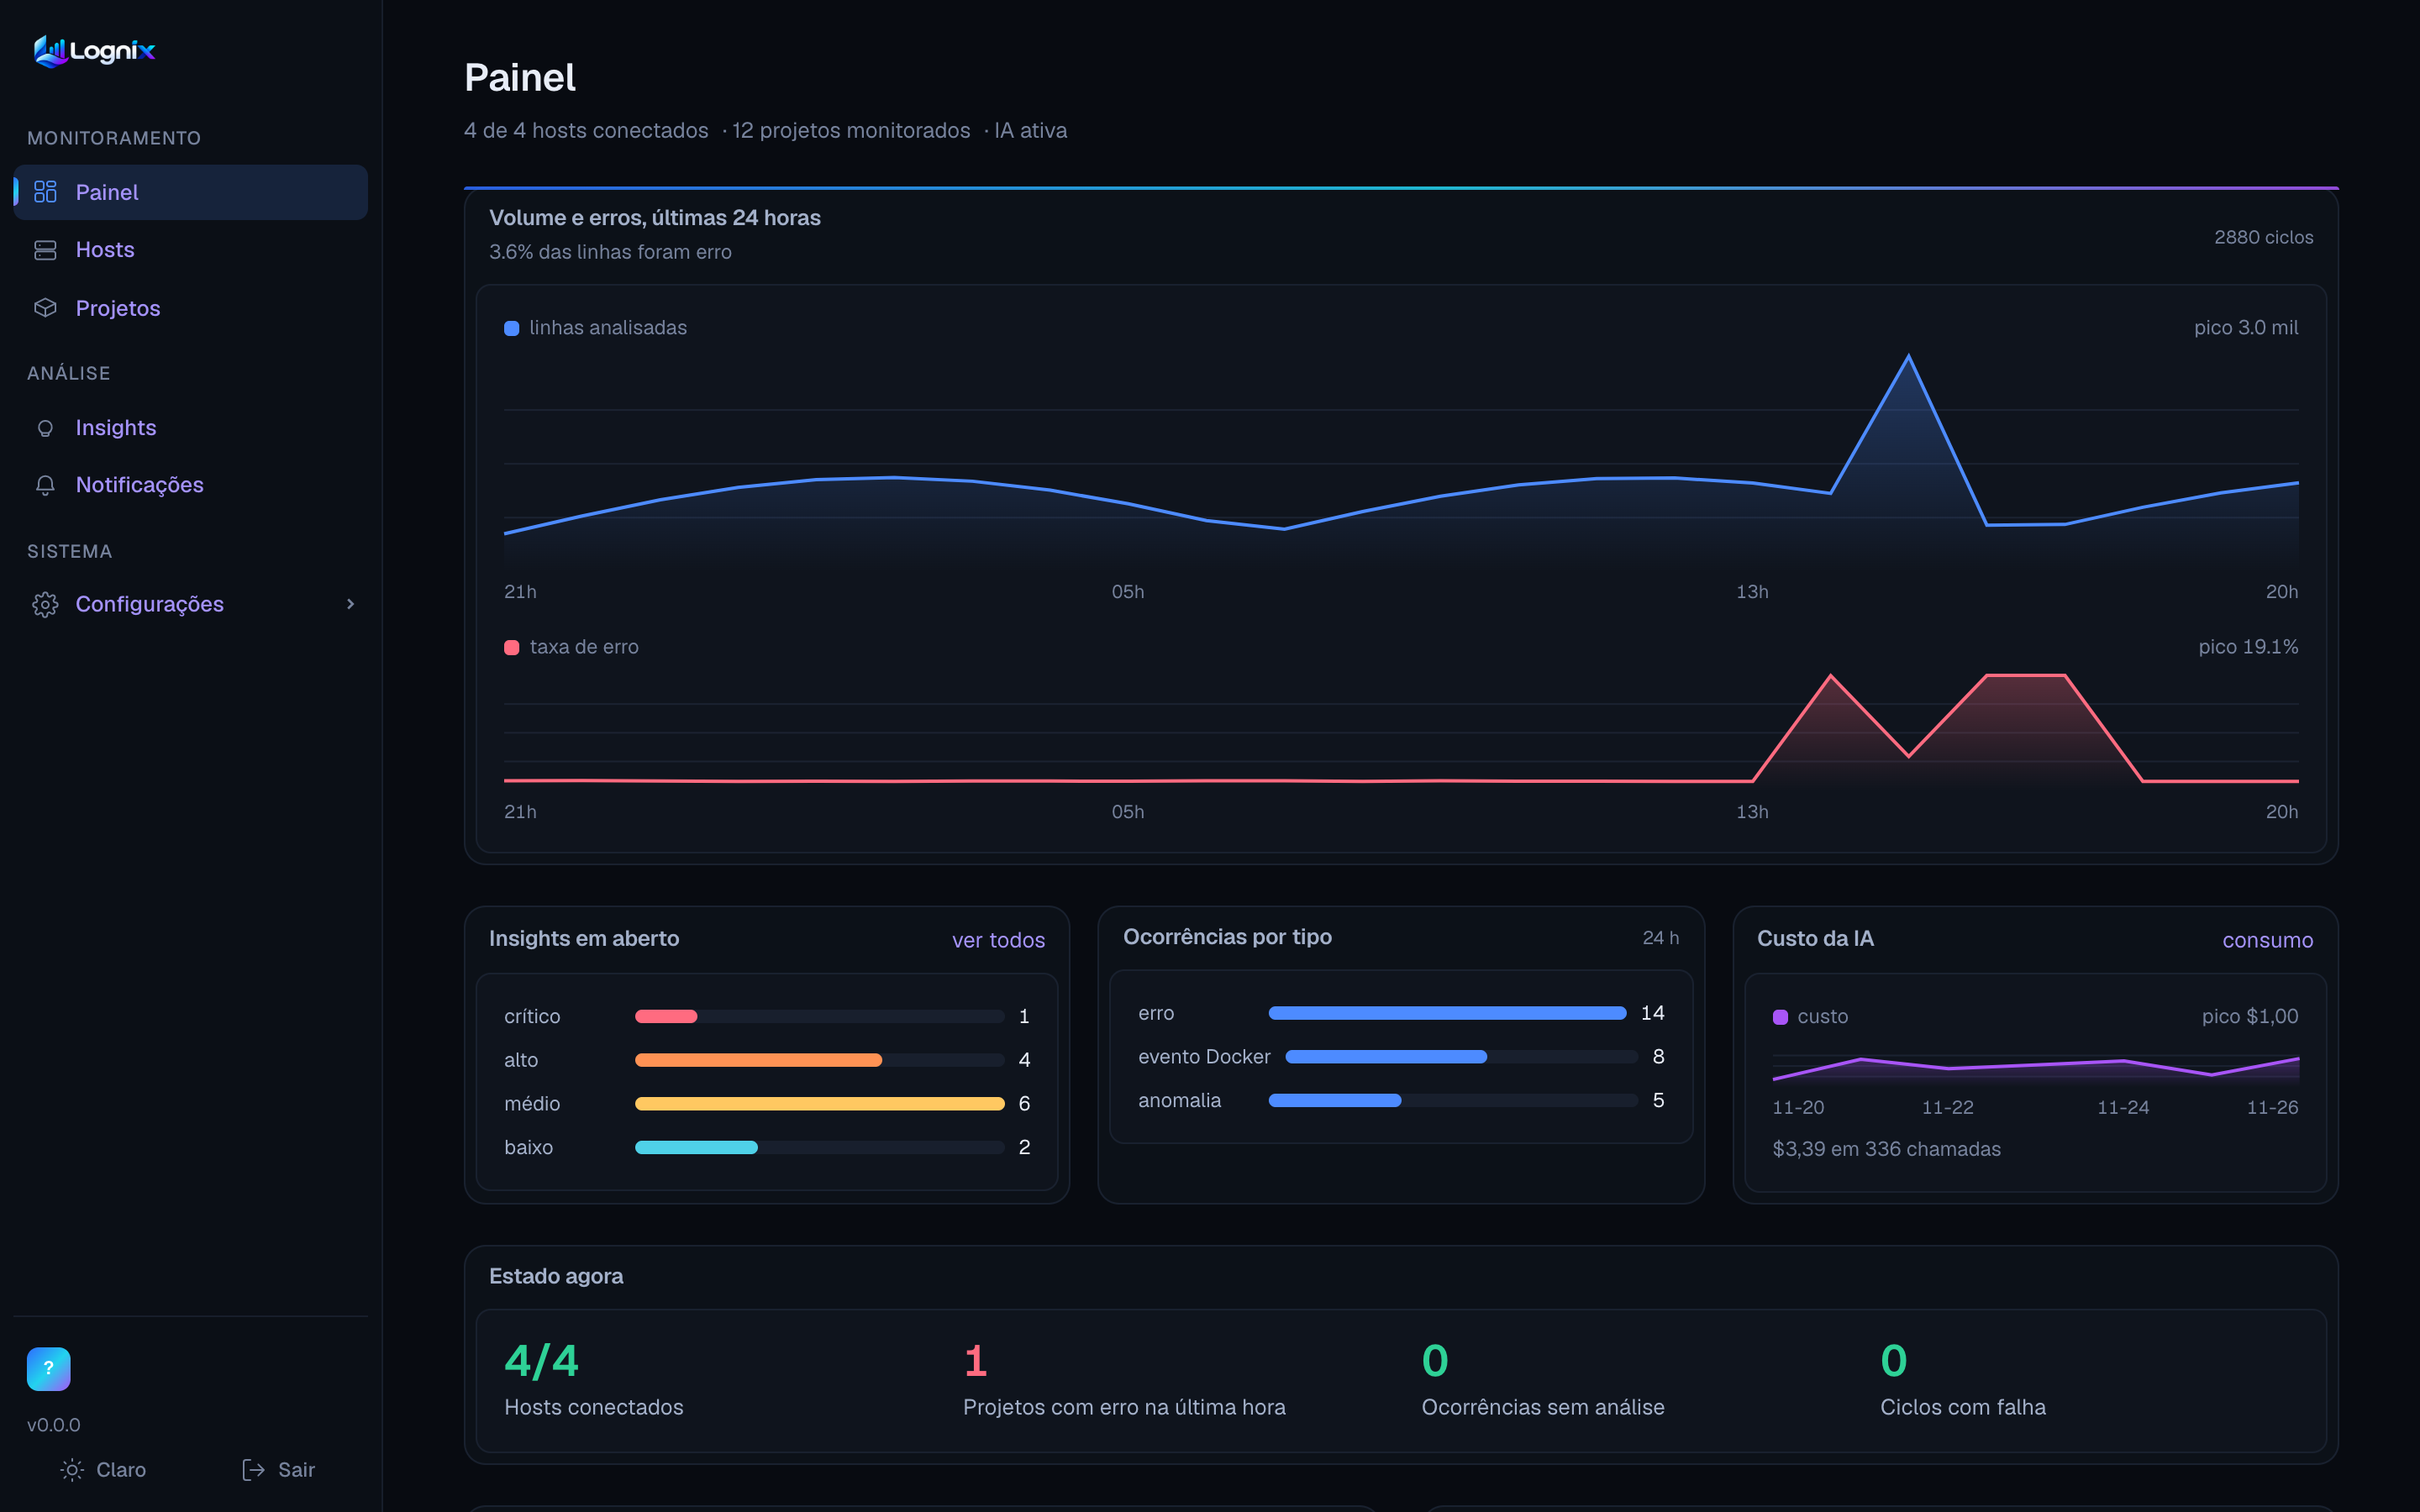 Lognix
MONITORAMENTO
Painel
Hosts
Projetos
ANÁLISE
Insights
Notificações
SISTEMA
Configurações
?
v0.0.0
Claro
Sair
Painel
4 de 4 hosts conectados · 12 projetos monitorados · IA ativa
Volume e erros, últimas 24 horas
3.6% das linhas foram erro
2880 ciclos
linhas analisadas
pico 3.0 mil
21h 05h 13h 20h
taxa de erro
pico 19.1%
21h 05h 13h 20h
Insights em aberto
ver todos
crítico 1
alto 4
médio 6
baixo 2
Ocorrências por tipo
24 h
erro 14
evento Docker 8
anomalia 5
Custo da IA
consumo
custo
pico $1,00
11-20 11-22 11-24 11-26
$3,39 em 336 chamadas
Estado agora
4/4
Hosts conectados
1
Projetos com erro na última hora
0
Ocorrências sem análise
0
Ciclos com falha